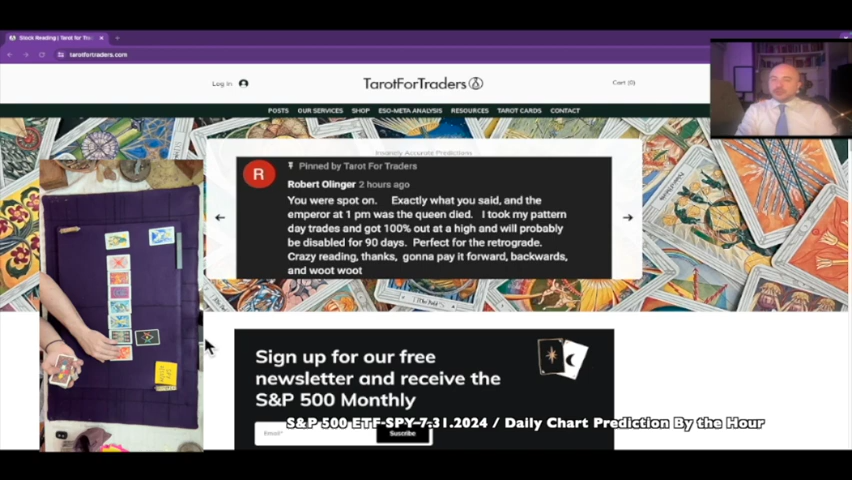 Stock Reading | Tarot for Tra
tarotfortraders.com
Log In
TarotForTraders
Cart (0)
POSTS OUR SERVICES SHOP ESO-META ANALYSIS RESOURCES TAROT CARDS CONTACT
Insanely Accurate Predictions
R
Pinned by Tarot For Traders
Robert Olinger 2 hours ago
You were spot on. Exactly what you said, and the
emperor at 1 pm was the queen died. I took my pattern
day trades and got 100% out at a high and will probably
be disabled for 90 days. Perfect for the retrograde.
Crazy reading, thanks, gonna pay it forward, backwards,
and woot woot
Sign up for our free
newsletter and receive the
S&P 500 Monthly
Email*
S&P 500 ETF-SPY-7.31.2024 / Daily Chart Prediction By the Hour